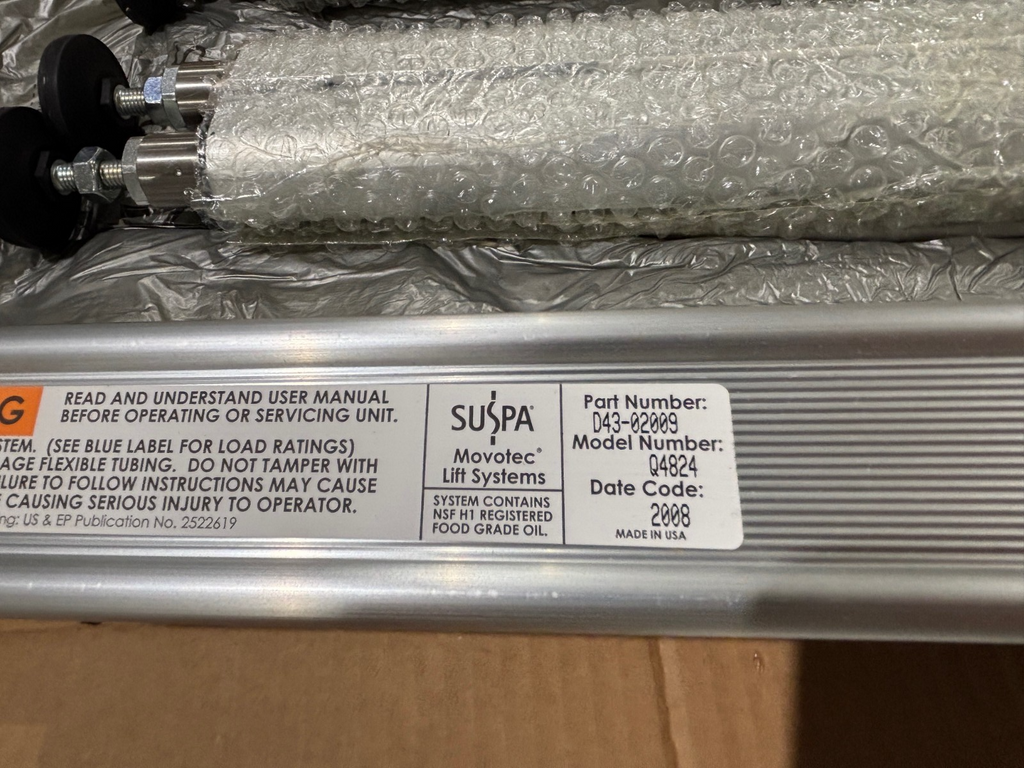 G
READ AND UNDERSTAND USER MANUAL
BEFORE OPERATING OR SERVICING UNIT.
STEM. (SEE BLUE LABEL FOR LOAD RATINGS)
AGE FLEXIBLE TUBING. DO NOT TAMPER WITH
ILURE TO FOLLOW INSTRUCTIONS MAY CAUSE
CAUSING SERIOUS INJURY TO OPERATOR.
ng: US & EP Publication No. 2522619
SUSPA®
Movotec®
Lift Systems
SYSTEM CONTAINS
NSF H1 REGISTERED
FOOD GRADE OIL.
Part Number:
D43-02009
Model Number:
Q4824
Date Code:
2008
MADE IN USA